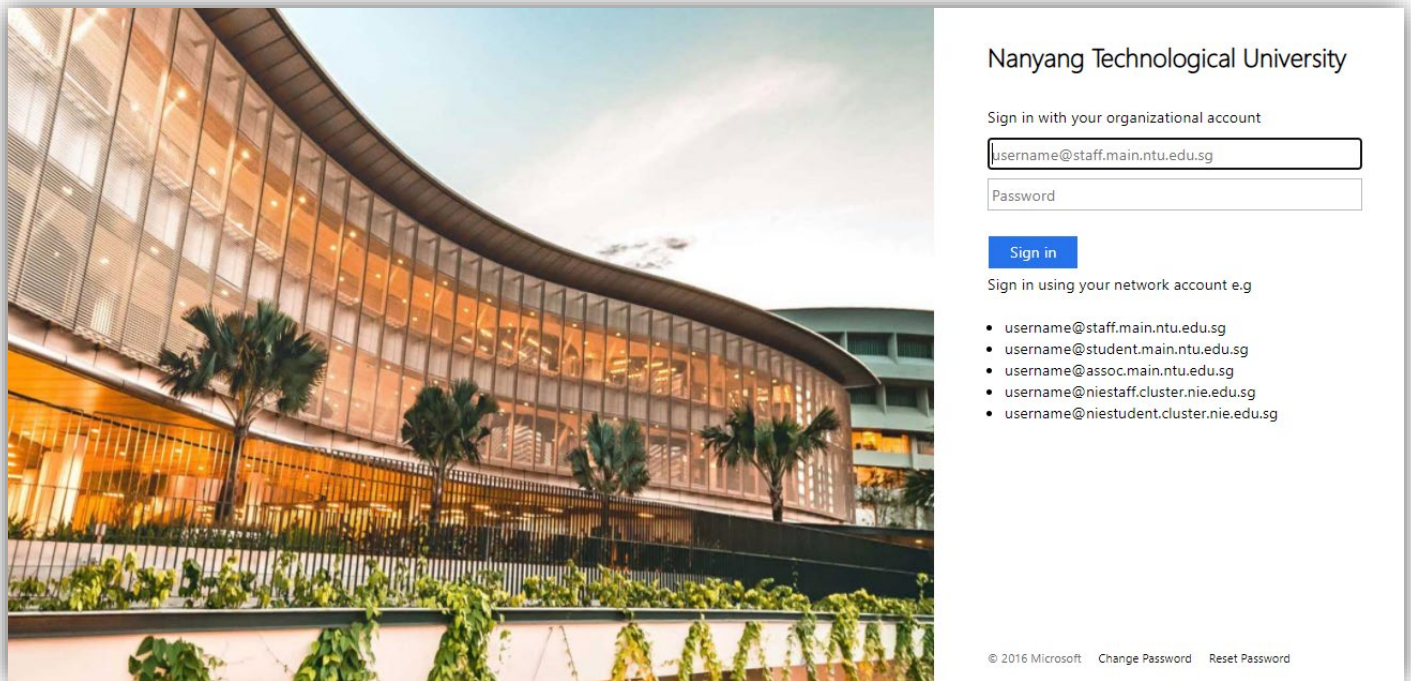 Nanyang Technological University
Sign in with your organizational account
username@staff.main.ntu.edu.sg
Password
Sign in
Sign in using your network account e.g
• username@staff.main.ntu.edu.sg
• username@student.main.ntu.edu.sg
• username@assoc.main.ntu.edu.sg
• username@niestaff.cluster.nie.edu.sg
• username@niestudent.cluster.nie.edu.sg
© 2016 Microsoft Change Password Reset Password